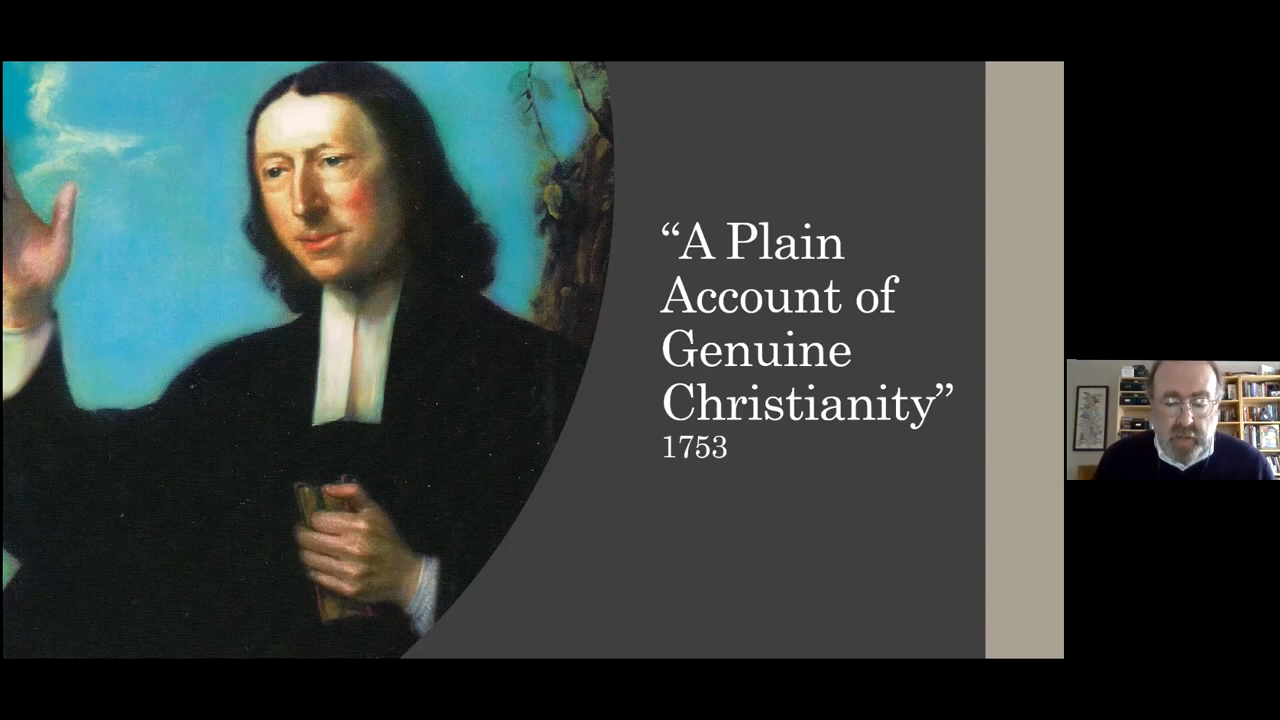 “A Plain
Account of
Genuine
Christianity”
1753